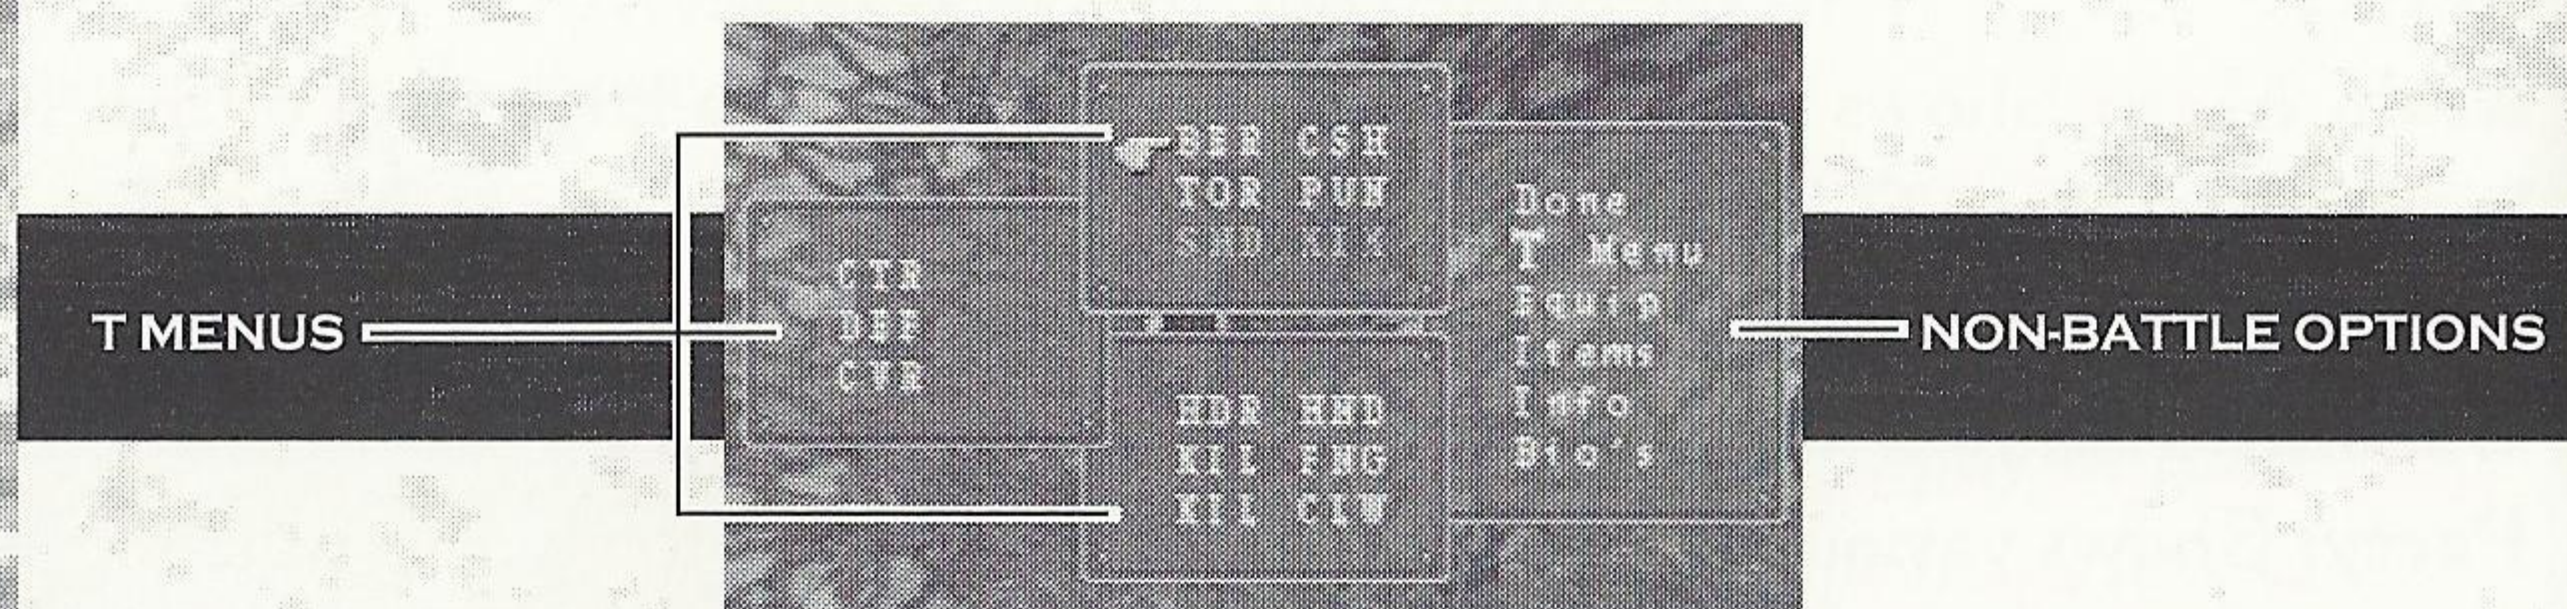 T MENUS
CTR
DEF
CVR
BER CSH
TOR PUN
SHD
HDR HND
KIL FNG
KIL CLW
Done
T Menu
Equip
Items
Info
Bio's
NON-BATTLE OPTIONS